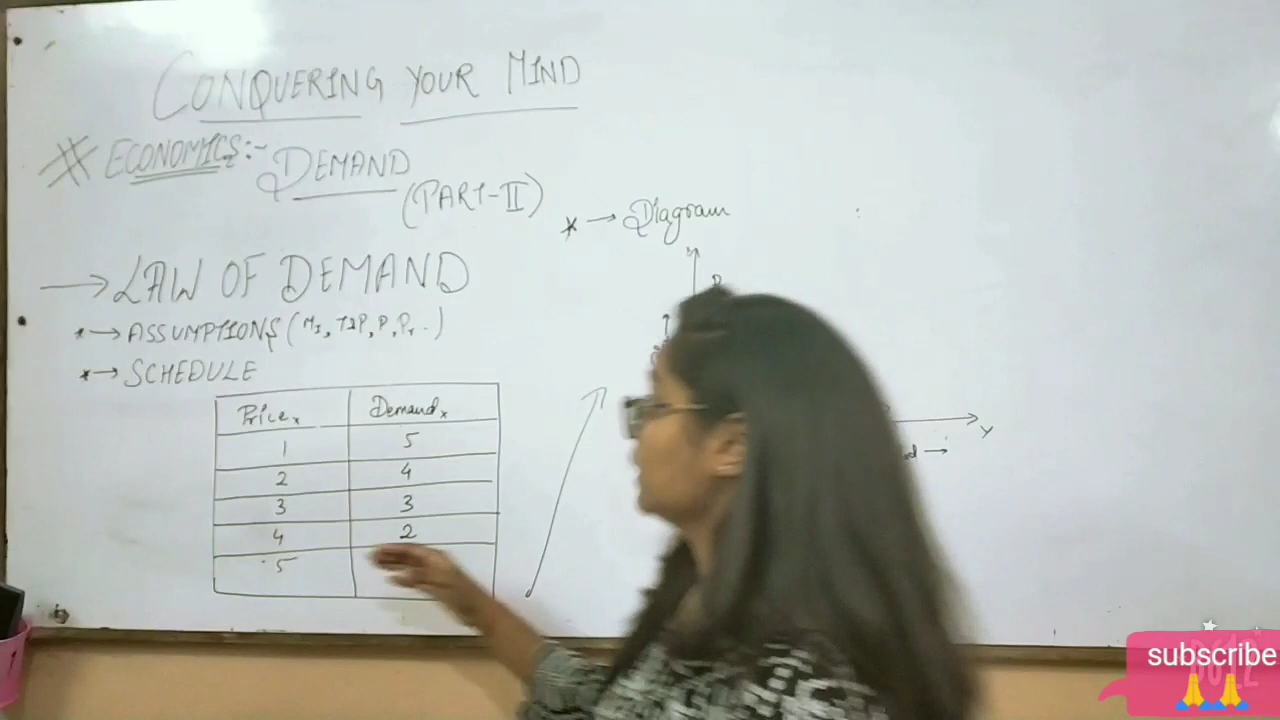 CONQUERING YOUR MIND
# ECONOMICS:- DEMAND
(PART-II)
→ LAW OF DEMAND
* → ASSUMPTIONS (
* → SCHEDULE
Priceₓ Demandₓ
1 5
2 4
3 3
4 2
5
* → Diagram
y
subscribe